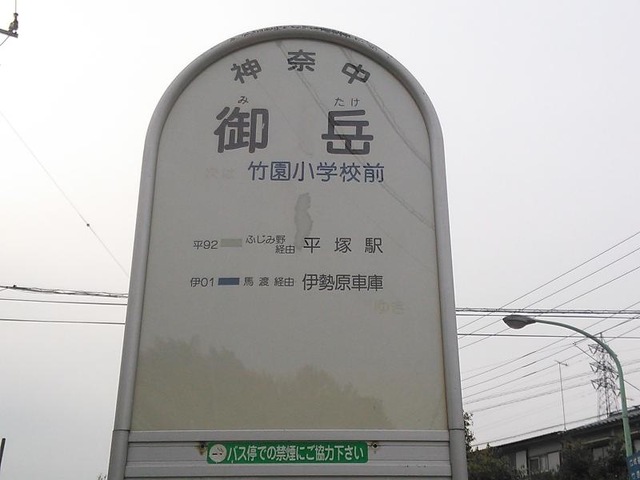 神奈中
み たけ
御岳
竹園小学校前
平92 ふじみ野経由 平塚駅
伊01 馬渡経由 伊勢原車庫
バス停での禁煙にご協力下さい